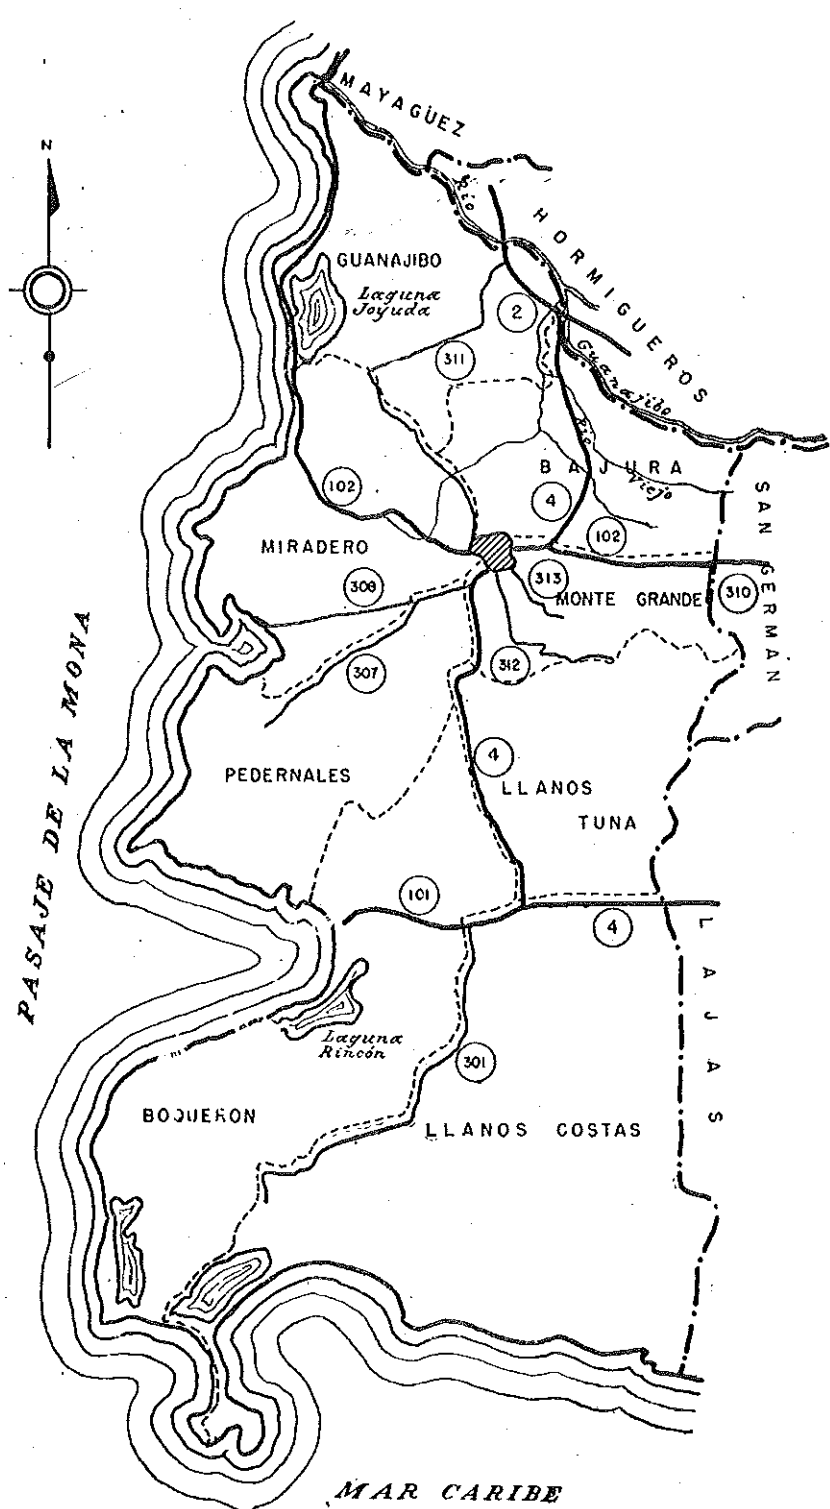 MAYAGÜEZ
N
Río
HORMIGUEROS
GUANAJIBO
Laguna
Joyuda
2
311
Guanajibo
Río
BAJURA
Viejo
102
4
SAN GERMAN
102
MIRADERO
313
308
MONTE GRANDE
310
307
312
PASAJE DE LA MONA
4
PEDERNALES
LLANOS
TUNA
101
4
LAJAS
Laguna
Rincón
301
BOQUERON
LLANOS COSTAS
MAR CARIBE